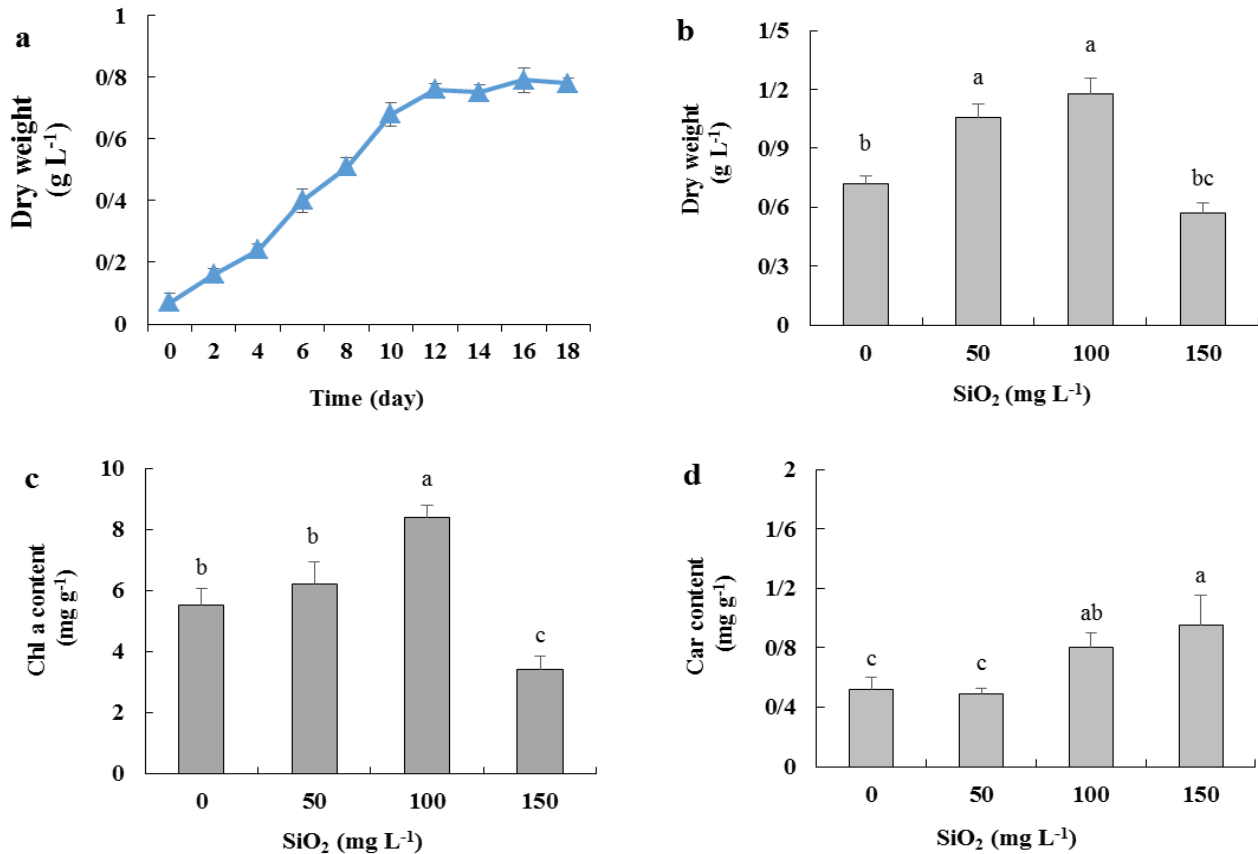 a
Dry weight
(g L⁻¹)
1
0/8
0/6
0/4
0/2
0
0 2 4 6 8 10 12 14 16 18
Time (day)
b
Dry weight
(g L⁻¹)
1/5
1/2
0/9
0/6
0/3
0
b a a bc
0 50 100 150
SiO₂ (mg L⁻¹)
c
Chl a content
(mg g⁻¹)
10
8
6
4
2
0
b b a c
0 50 100 150
SiO₂ (mg L⁻¹)
d
Car content
(mg g⁻¹)
2
1/6
1/2
0/8
0/4
0
c c ab a
0 50 100 150
SiO₂ (mg L⁻¹)